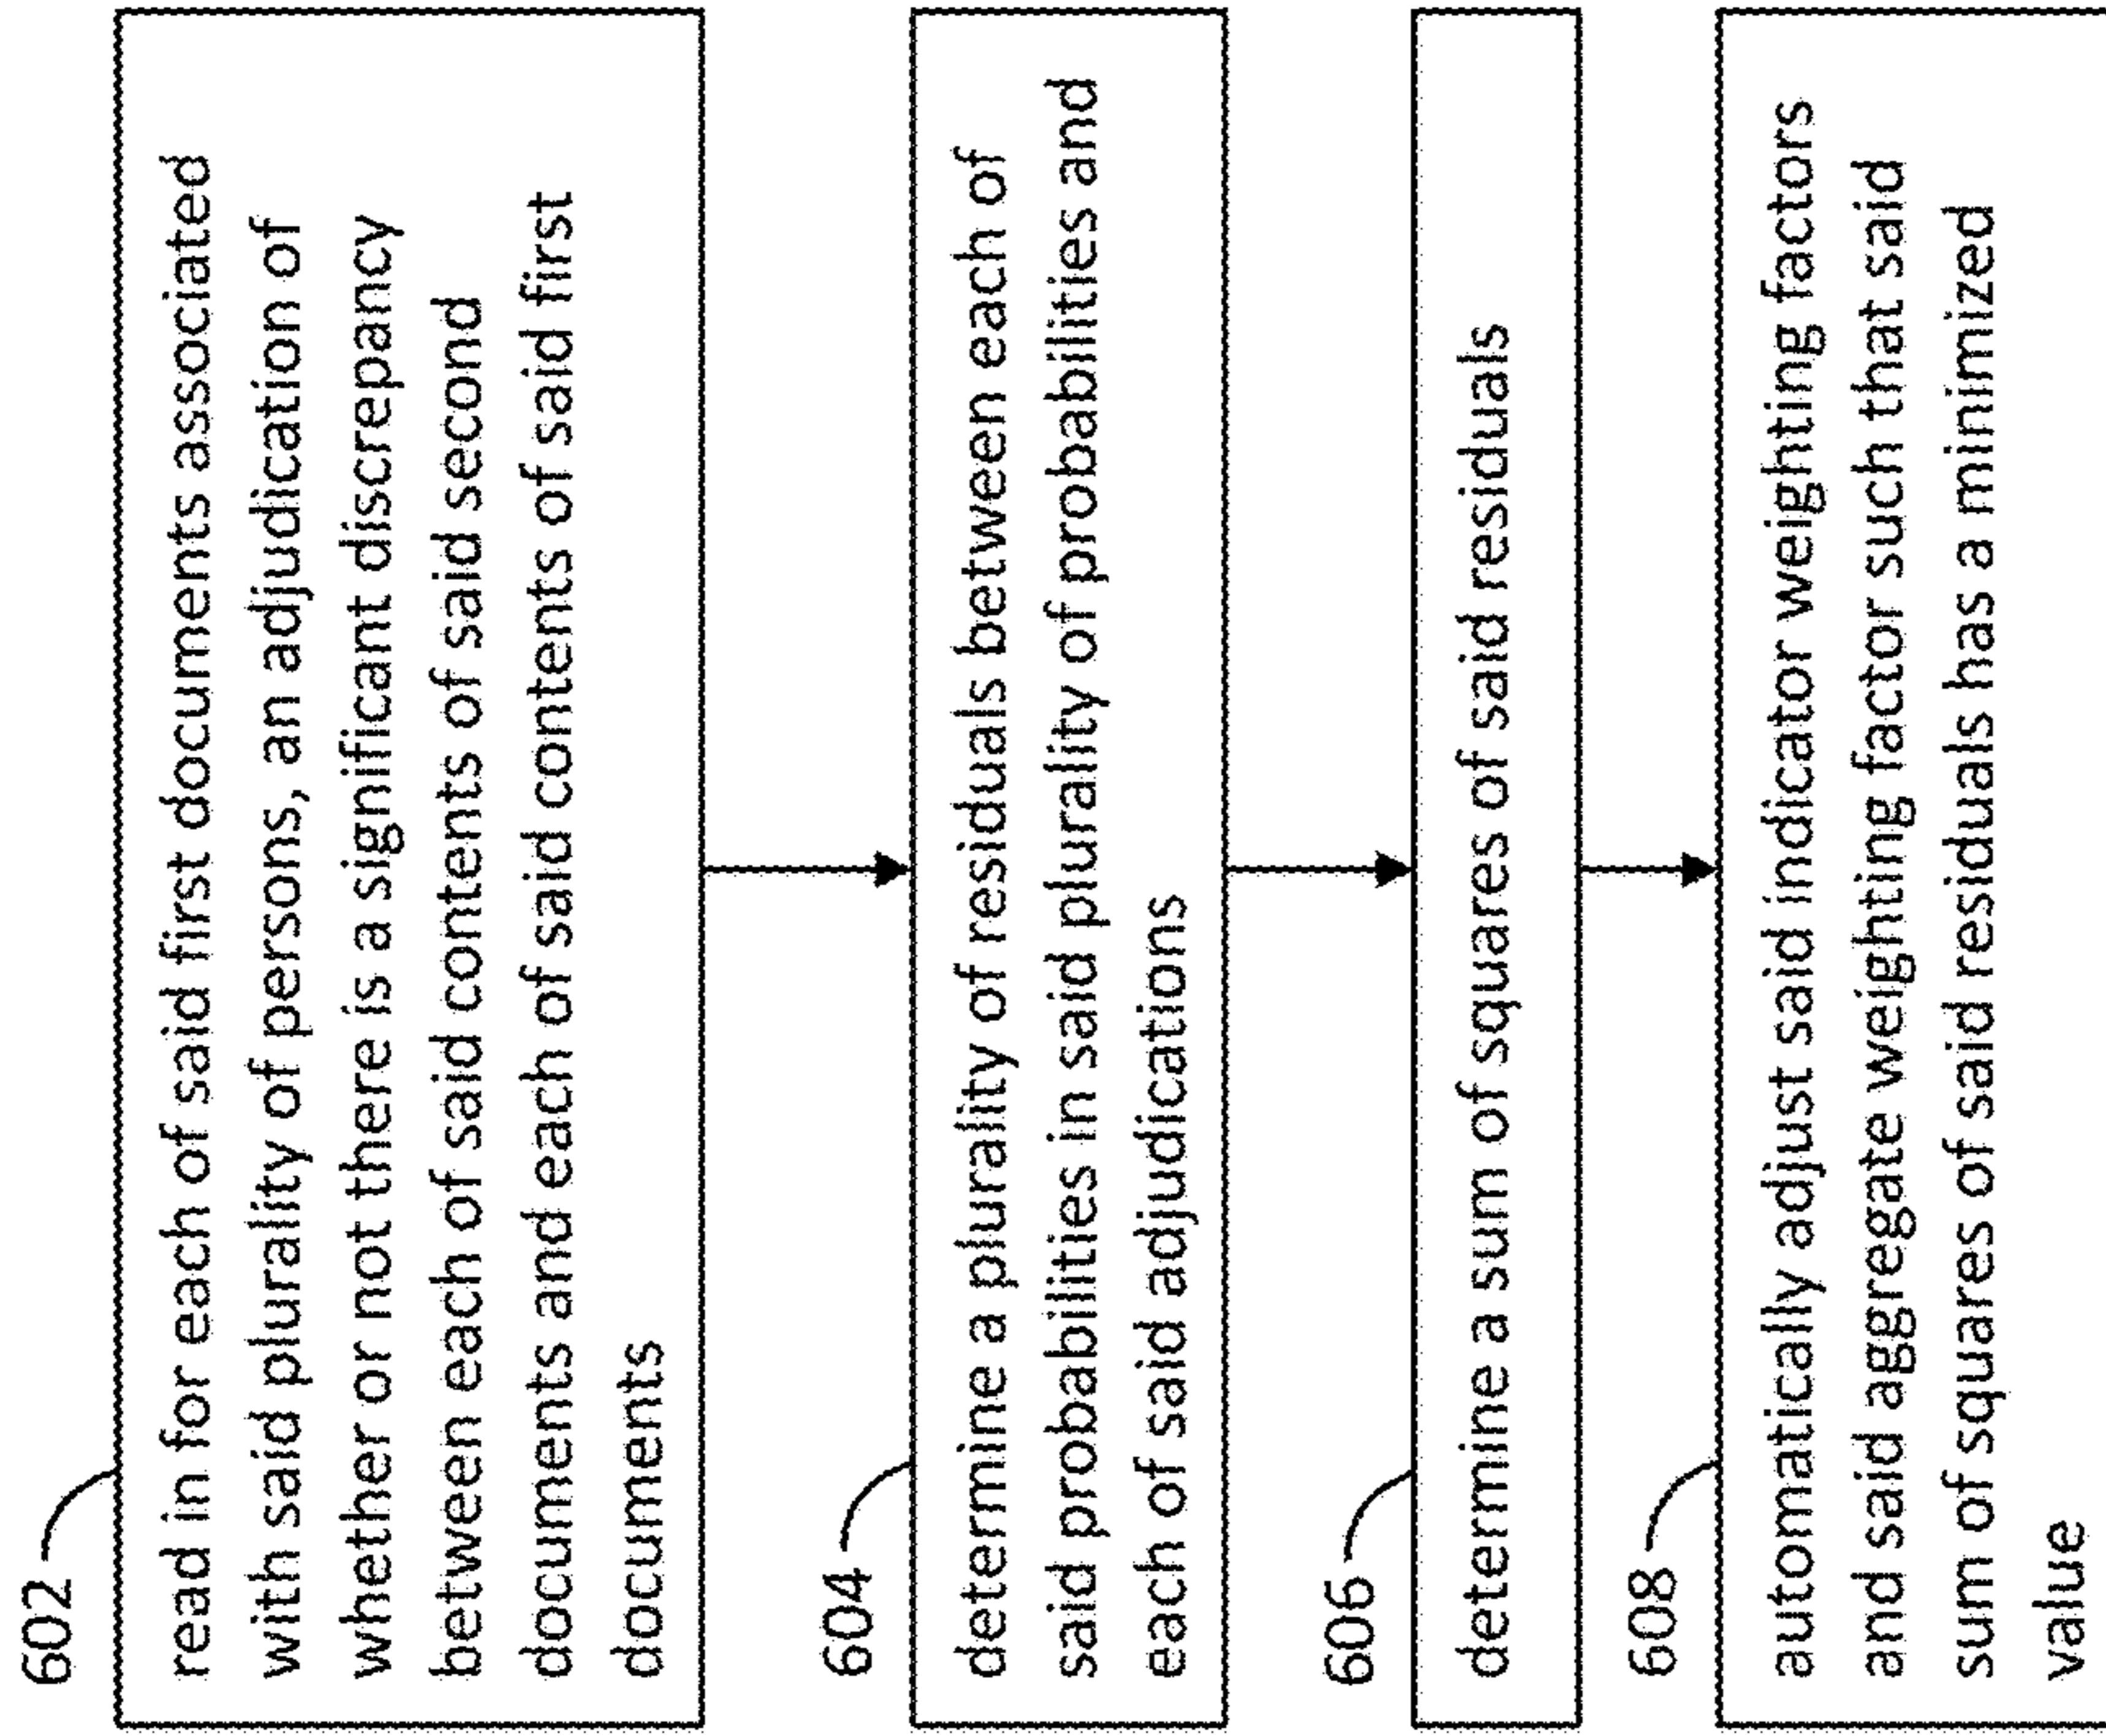 602
read in for each of said first documents associated
with said plurality of persons, an adjudication of
whether or not there is a significant discrepancy
between each of said contents of said second
documents and each of said contents of said first
documents
604
determine a plurality of residuals between each of
said probabilities in said plurality of probabilities and
each of said adjudications
606
determine a sum of squares of said residuals
608
automatically adjust said indicator weighting factors
and said aggregate weighting factor such that said
sum of squares of said residuals has a minimized
value